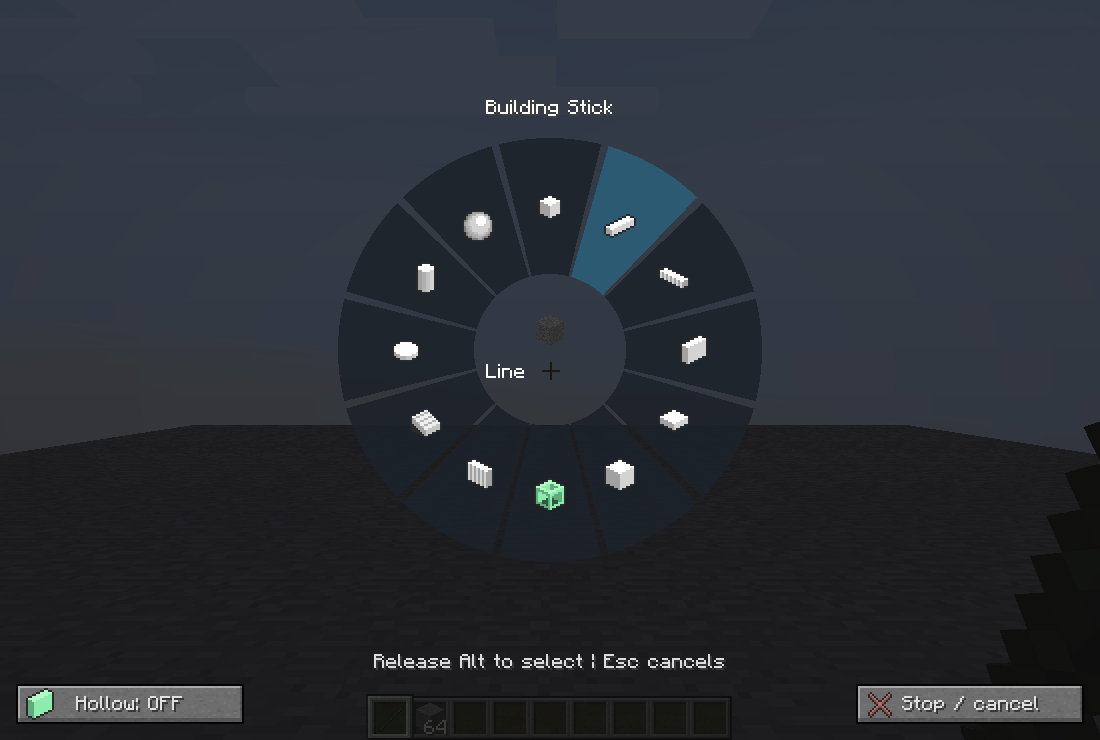 Building Stick
Line
Release Alt to select | Esc cancels
Hollow: OFF
64
Stop / cancel